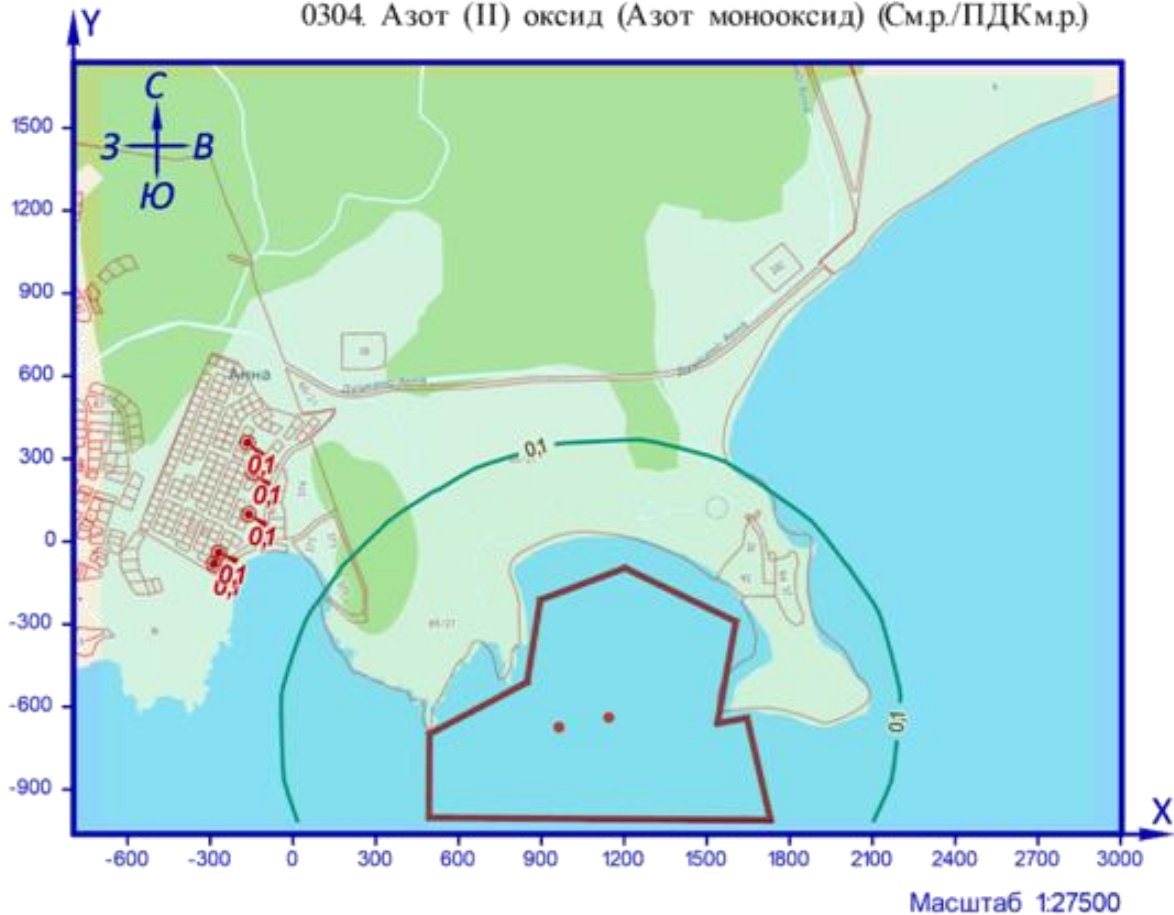 0304. Азот (II) оксид (Азот монооксид) (См.р./ПДКм.р.)
Y
С
З
В
Ю
1500
1200
900
600
300
0
-300
-600
-900
Анна
0,1
0,1
0,1
0,1
0,1
0,1
0,1
X
-600 -300 0 300 600 900 1200 1500 1800 2100 2400 2700 3000
Масштаб 1:27500